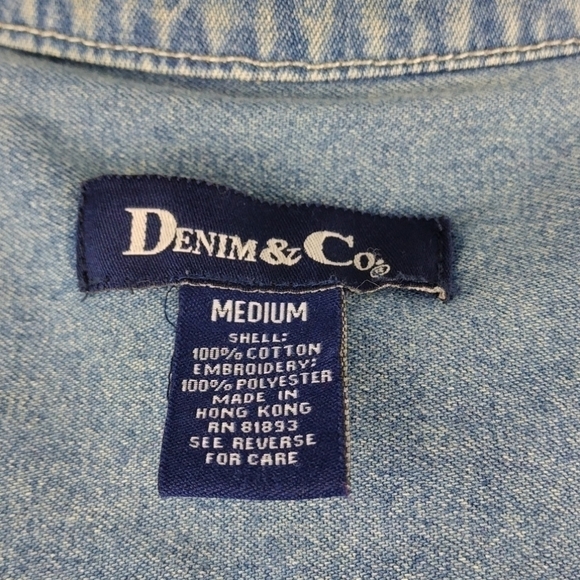 DENIM & CO.®
MEDIUM
SHELL:
100% COTTON
EMBROIDERY:
100% POLYESTER
MADE IN
HONG KONG
RN 81893
SEE REVERSE
FOR CARE